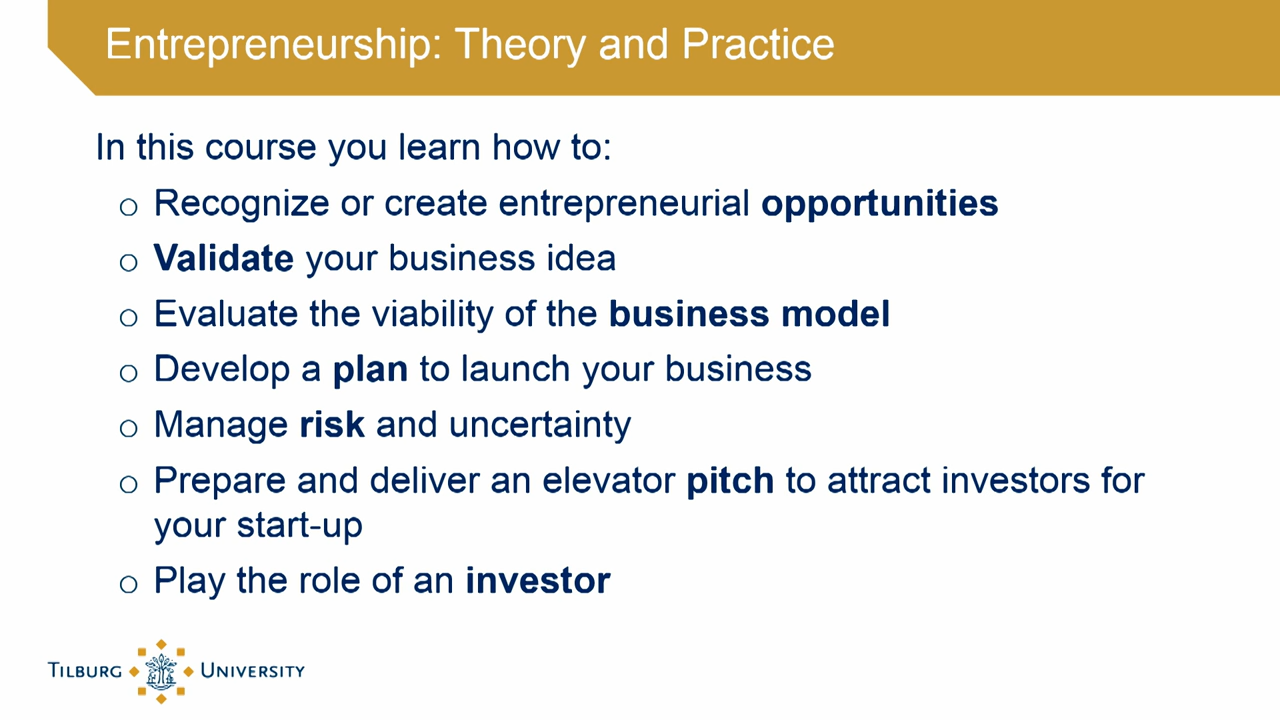 Entrepreneurship: Theory and Practice
In this course you learn how to:
o Recognize or create entrepreneurial opportunities
o Validate your business idea
o Evaluate the viability of the business model
o Develop a plan to launch your business
o Manage risk and uncertainty
o Prepare and deliver an elevator pitch to attract investors for
your start-up
o Play the role of an investor
TILBURG UNIVERSITY